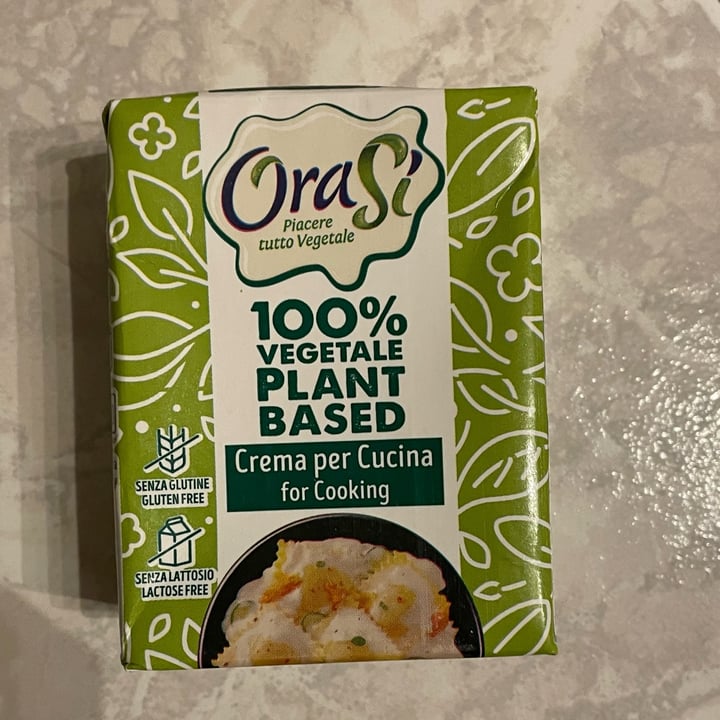 OraSì
Piacere
tutto Vegetale
100%
VEGETALE
PLANT
BASED
Crema per Cucina
for Cooking
SENZA GLUTINE
GLUTEN FREE
SENZA LATTOSIO
LACTOSE FREE